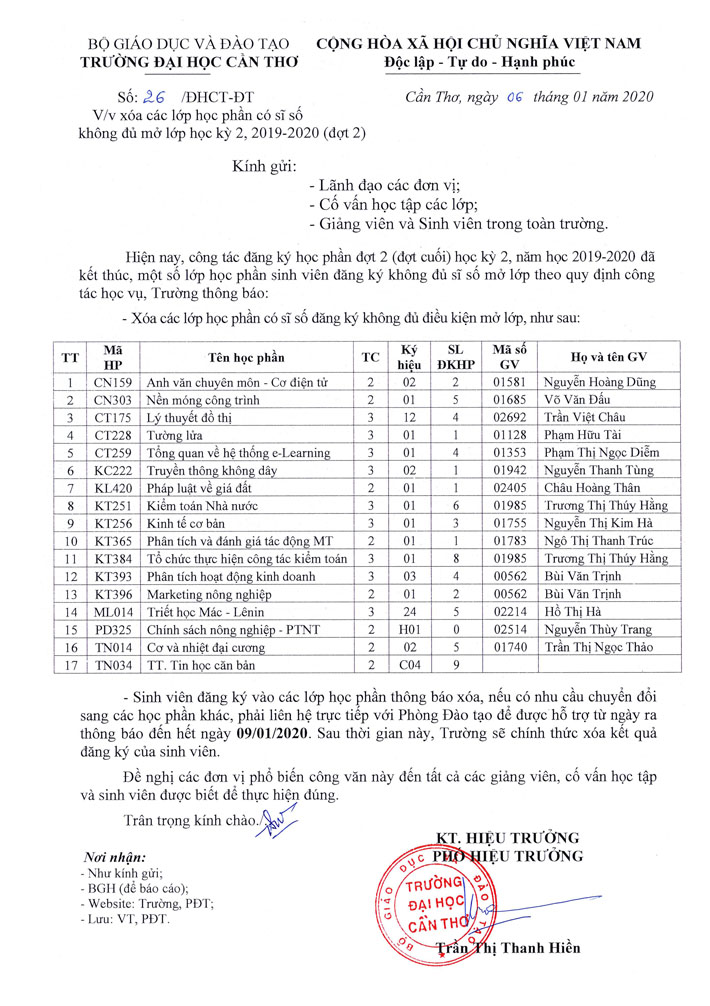 BỘ GIÁO DỤC VÀ ĐÀO TẠO
TRƯỜNG ĐẠI HỌC CẦN THƠ
CỘNG HÒA XÃ HỘI CHỦ NGHĨA VIỆT NAM
Độc lập - Tự do - Hạnh phúc
Số: 26 /ĐHCT-ĐT
V/v xóa các lớp học phần có sĩ số
không đủ mở lớp học kỳ 2, 2019-2020 (đợt 2)
Cần Thơ, ngày 06 tháng 01 năm 2020
Kính gửi:
- Lãnh đạo các đơn vị;
- Cố vấn học tập các lớp;
- Giảng viên và Sinh viên trong toàn trường.
Hiện nay, công tác đăng ký học phần đợt 2 (đợt cuối) học kỳ 2, năm học 2019-2020 đã
kết thúc, một số lớp học phần sinh viên đăng ký không đủ sĩ số mở lớp theo quy định công
tác học vụ, Trường thông báo:
- Xóa các lớp học phần có sĩ số đăng ký không đủ điều kiện mở lớp, như sau:
TT Mã HP Tên học phần TC Ký hiệu SL ĐKHP Mã số GV Họ và tên GV
1 CN159 Anh văn chuyên môn - Cơ điện tử 2 02 2 01581 Nguyễn Hoàng Dũng
2 CN303 Nền móng công trình 2 01 5 01685 Võ Văn Đấu
3 CT175 Lý thuyết đồ thị 3 12 4 02692 Trần Việt Châu
4 CT228 Tường lửa 3 01 1 01128 Phạm Hữu Tài
5 CT259 Tổng quan về hệ thống e-Learning 3 01 4 01353 Phạm Thị Ngọc Diễm
6 KC222 Truyền thông không dây 3 02 1 01942 Nguyễn Thanh Tùng
7 KL420 Pháp luật về giá đất 2 01 1 02405 Châu Hoàng Thân
8 KT251 Kiểm toán Nhà nước 3 01 6 01985 Trương Thị Thúy Hằng
9 KT256 Kinh tế cơ bản 3 01 3 01755 Nguyễn Thị Kim Hà
10 KT365 Phân tích và đánh giá tác động MT 2 01 1 01783 Ngô Thị Thanh Trúc
11 KT384 Tổ chức thực hiện công tác kiểm toán 3 01 8 01985 Trương Thị Thúy Hằng
12 KT393 Phân tích hoạt động kinh doanh 3 03 4 00562 Bùi Văn Trịnh
13 KT396 Marketing nông nghiệp 2 01 2 00562 Bùi Văn Trịnh
14 ML014 Triết học Mác - Lênin 3 24 5 02214 Hồ Thị Hà
15 PD325 Chính sách nông nghiệp - PTNT 2 H01 0 02514 Nguyễn Thùy Trang
16 TN014 Cơ và nhiệt đại cương 2 02 5 01740 Trần Thị Ngọc Thảo
17 TN034 TT. Tin học căn bản 2 C04 9
- Sinh viên đăng ký vào các lớp học phần thông báo xóa, nếu có nhu cầu chuyển đổi
sang các học phần khác, phải liên hệ trực tiếp với Phòng Đào tạo để được hỗ trợ từ ngày ra
thông báo đến hết ngày 09/01/2020. Sau thời gian này, Trường sẽ chính thức xóa kết quả
đăng ký của sinh viên.
Đề nghị các đơn vị phổ biến công văn này đến tất cả các giảng viên, cố vấn học tập
và sinh viên được biết để thực hiện đúng.
Trân trọng kính chào./
KT. HIỆU TRƯỞNG
PHÓ HIỆU TRƯỞNG
Nơi nhận:
- Như kính gửi;
- BGH (để báo cáo);
- Website: Trường, PĐT;
- Lưu: VT, PĐT.
BỘ GIÁO DỤC VÀ ĐÀO TẠO
TRƯỜNG
ĐẠI HỌC
CẦN THƠ
Trần Thị Thanh Hiền